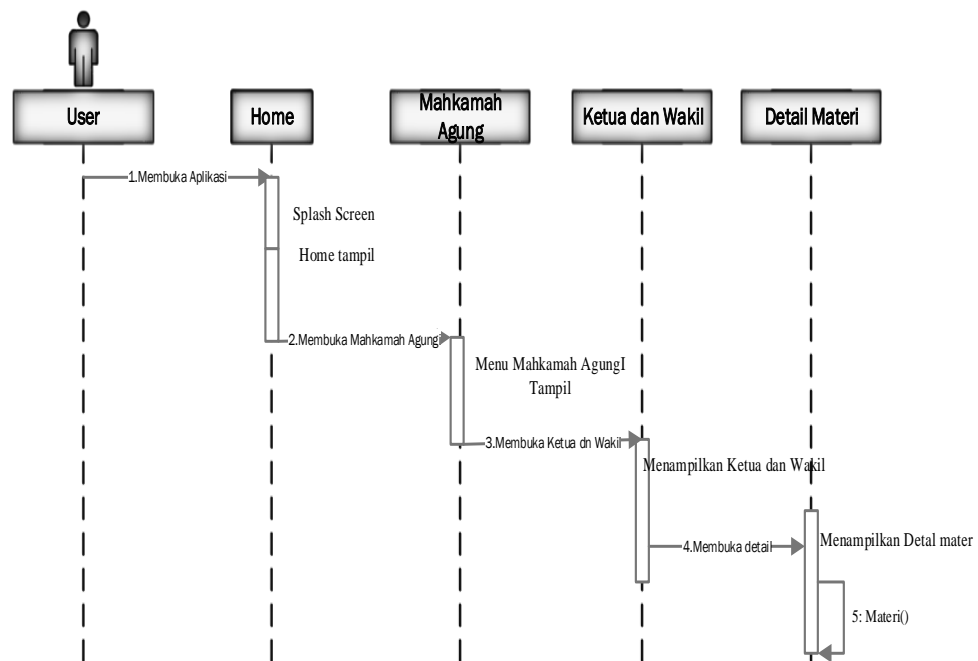 User
Home
Mahkamah
Agung
Ketua dan Wakil
Detail Materi
1.Membuka Aplikasi
Splash Screen
Home tampil
2.Membuka Mahkamah Agungi
Menu Mahkamah AgungI
Tampil
3.Membuka Ketua dn Wakil
Menampilkan Ketua dan Wakil
4.Membuka detail
Menampilkan Detal mater
5: Materi()